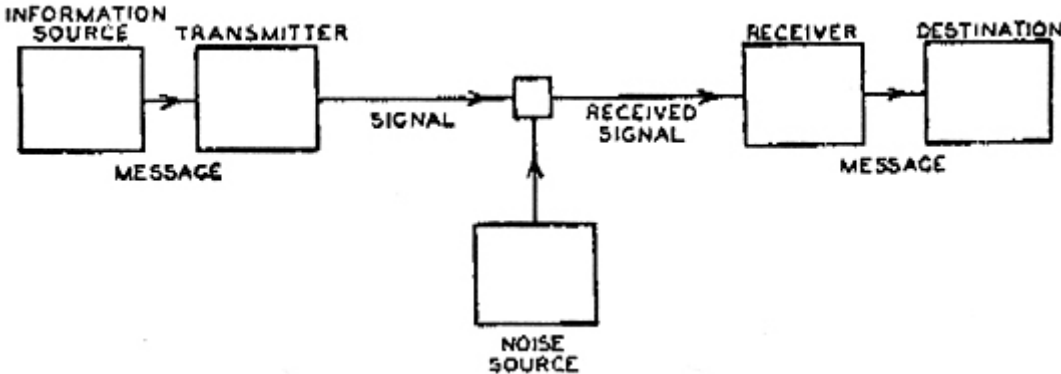 INFORMATION
SOURCE
TRANSMITTER
RECEIVER
DESTINATION
SIGNAL
RECEIVED
SIGNAL
MESSAGE
MESSAGE
NOISE
SOURCE